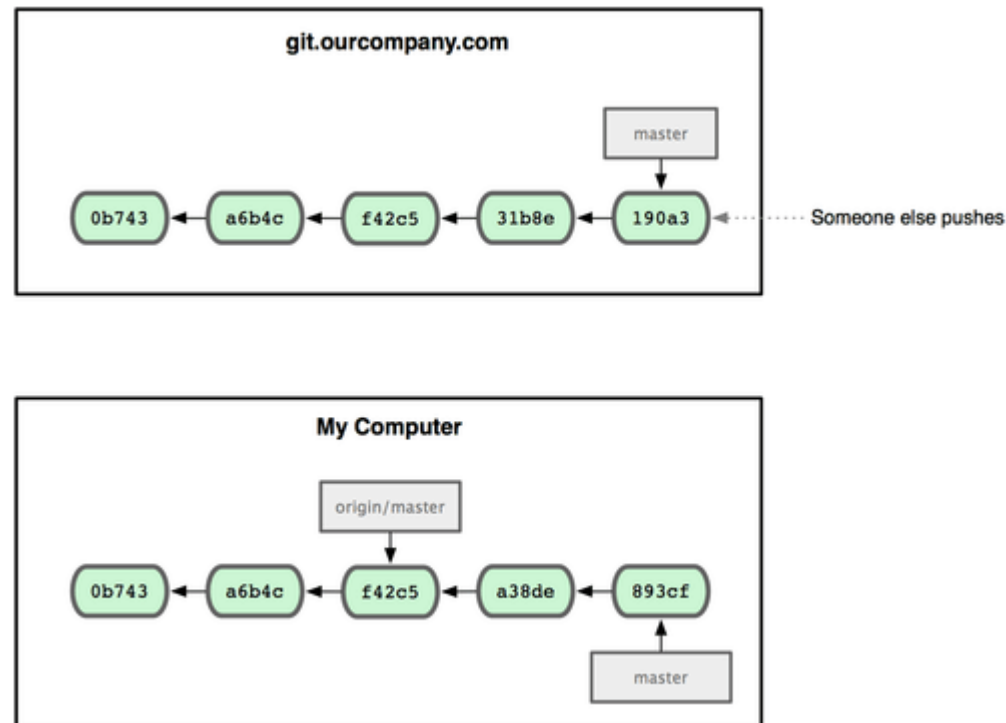 git.ourcompany.com
master
0b743 a6b4c f42c5 31b8e 190a3 Someone else pushes
My Computer
origin/master
0b743 a6b4c f42c5 a38de 893cf
master